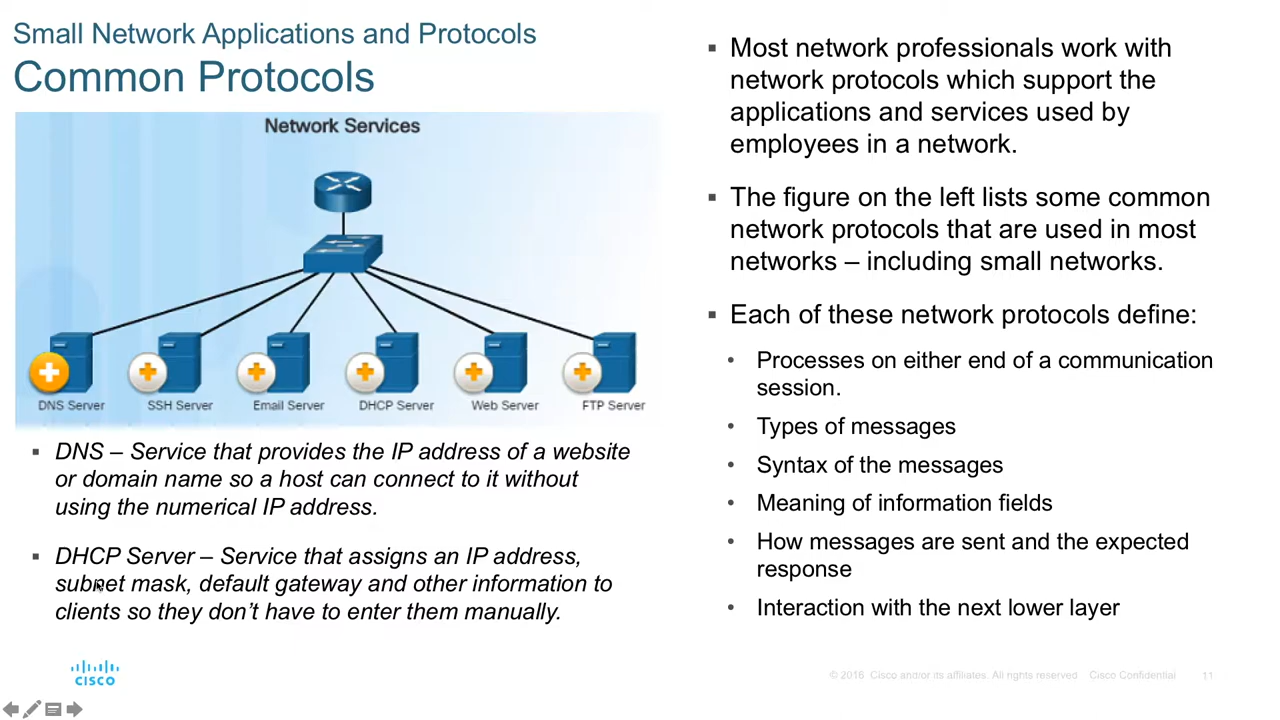 Small Network Applications and Protocols
Common Protocols
Network Services
DNS Server
SSH Server
Email Server
DHCP Server
Web Server
FTP Server
▪ DNS – Service that provides the IP address of a website
or domain name so a host can connect to it without
using the numerical IP address.
▪ DHCP Server – Service that assigns an IP address,
subnet mask, default gateway and other information to
clients so they don’t have to enter them manually.
▪ Most network professionals work with
network protocols which support the
applications and services used by
employees in a network.
▪ The figure on the left lists some common
network protocols that are used in most
networks – including small networks.
▪ Each of these network protocols define:
• Processes on either end of a communication
session.
• Types of messages
• Syntax of the messages
• Meaning of information fields
• How messages are sent and the expected
response
• Interaction with the next lower layer
CISCO
© 2016 Cisco and/or its affiliates. All rights reserved Cisco Confidential
11